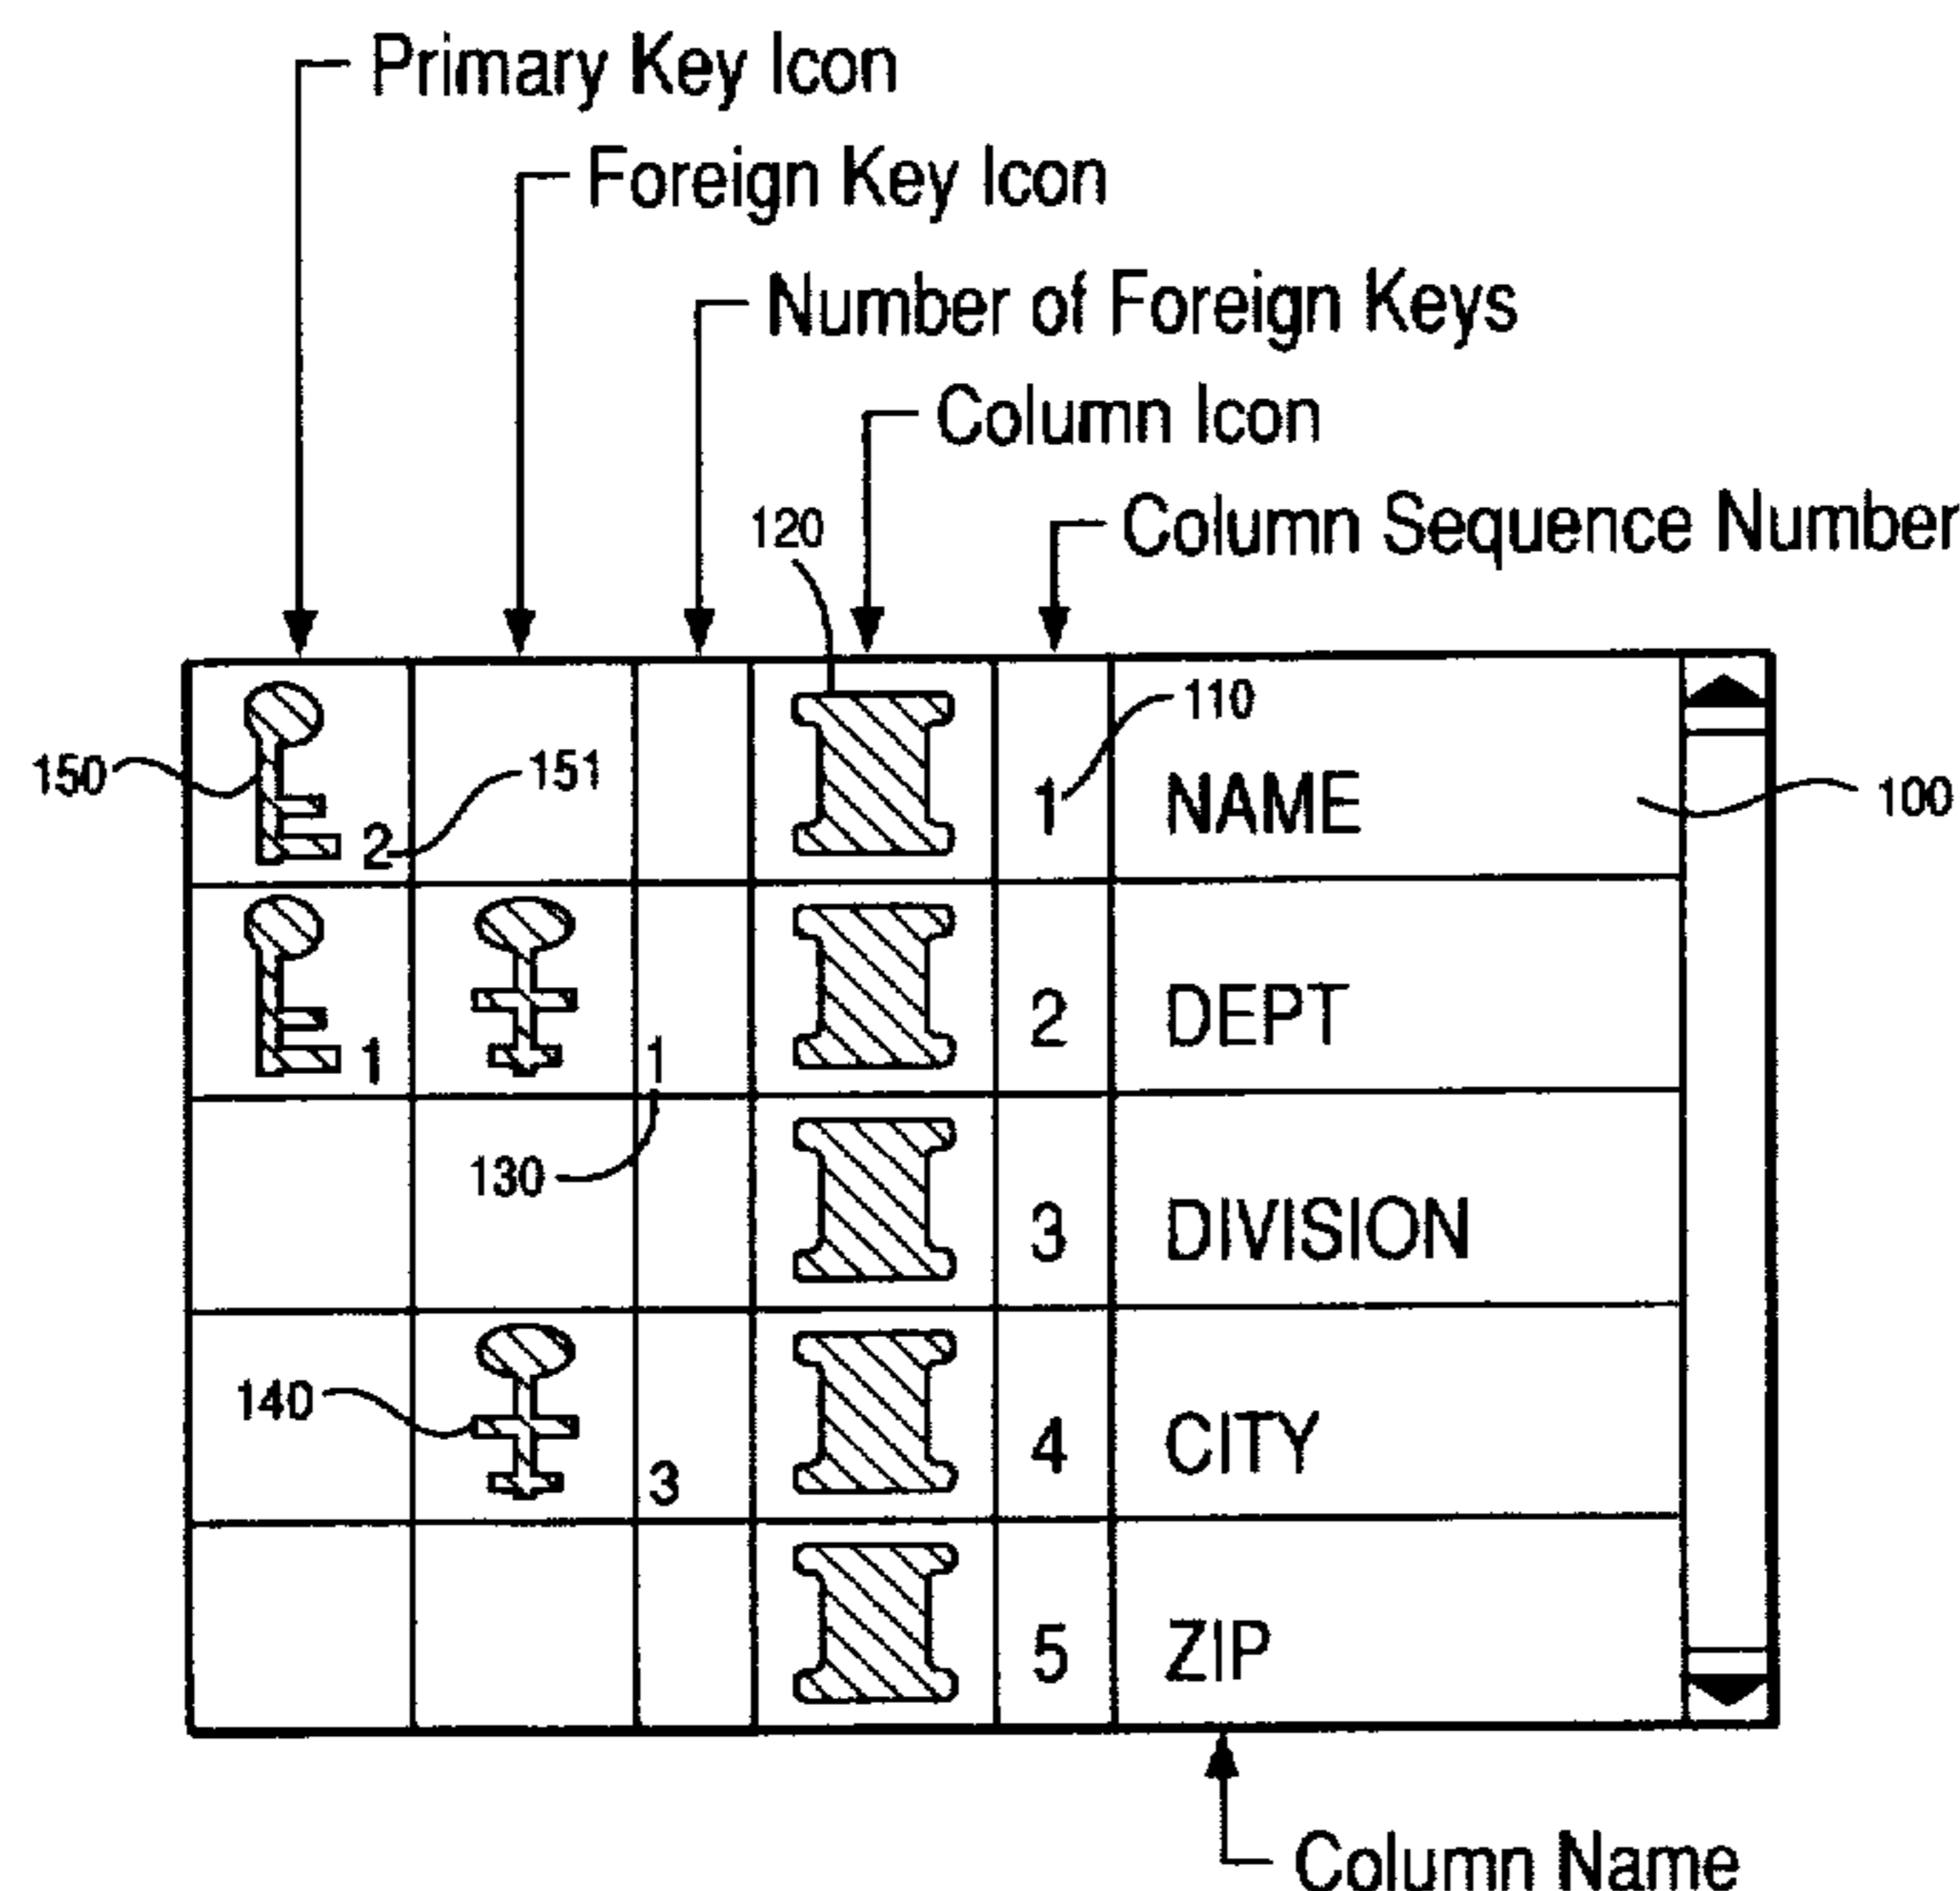 Primary Key Icon
Foreign Key Icon
Number of Foreign Keys
Column Icon
120
Column Sequence Number
110
150
151
2
1 NAME
100
1
1
2 DEPT
130
3 DIVISION
140
3
4 CITY
5 ZIP
Column Name